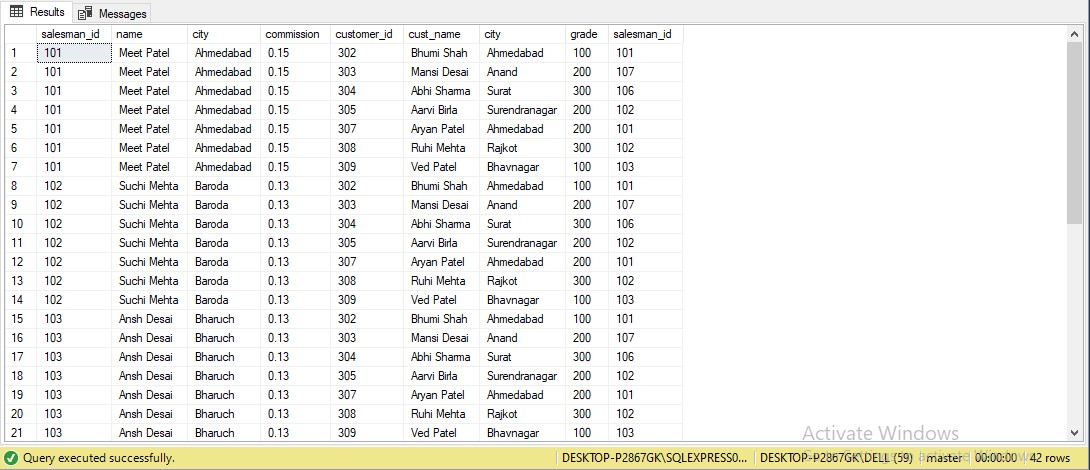 Results Messages
salesman_id name city commission customer_id cust_name city grade salesman_id
1 101 Meet Patel Ahmedabad 0.15 302 Bhumi Shah Ahmedabad 100 101
2 101 Meet Patel Ahmedabad 0.15 303 Mansi Desai Anand 200 107
3 101 Meet Patel Ahmedabad 0.15 304 Abhi Sharma Surat 300 106
4 101 Meet Patel Ahmedabad 0.15 305 Aarvi Birla Surendranagar 200 102
5 101 Meet Patel Ahmedabad 0.15 307 Aryan Patel Ahmedabad 200 101
6 101 Meet Patel Ahmedabad 0.15 308 Ruhi Mehta Rajkot 300 102
7 101 Meet Patel Ahmedabad 0.15 309 Ved Patel Bhavnagar 100 103
8 102 Suchi Mehta Baroda 0.13 302 Bhumi Shah Ahmedabad 100 101
9 102 Suchi Mehta Baroda 0.13 303 Mansi Desai Anand 200 107
10 102 Suchi Mehta Baroda 0.13 304 Abhi Sharma Surat 300 106
11 102 Suchi Mehta Baroda 0.13 305 Aarvi Birla Surendranagar 200 102
12 102 Suchi Mehta Baroda 0.13 307 Aryan Patel Ahmedabad 200 101
13 102 Suchi Mehta Baroda 0.13 308 Ruhi Mehta Rajkot 300 102
14 102 Suchi Mehta Baroda 0.13 309 Ved Patel Bhavnagar 100 103
15 103 Ansh Desai Bharuch 0.13 302 Bhumi Shah Ahmedabad 100 101
16 103 Ansh Desai Bharuch 0.13 303 Mansi Desai Anand 200 107
17 103 Ansh Desai Bharuch 0.13 304 Abhi Sharma Surat 300 106
18 103 Ansh Desai Bharuch 0.13 305 Aarvi Birla Surendranagar 200 102
19 103 Ansh Desai Bharuch 0.13 307 Aryan Patel Ahmedabad 200 101
20 103 Ansh Desai Bharuch 0.13 308 Ruhi Mehta Rajkot 300 102
21 103 Ansh Desai Bharuch 0.13 309 Ved Patel Bhavnagar 100 103
Activate Windows
Query executed successfully. DESKTOP-P2867GK\SQLEXPRESS0... DESKTOP-P2867GK\DELL (59) master 00:00:00 42 rows